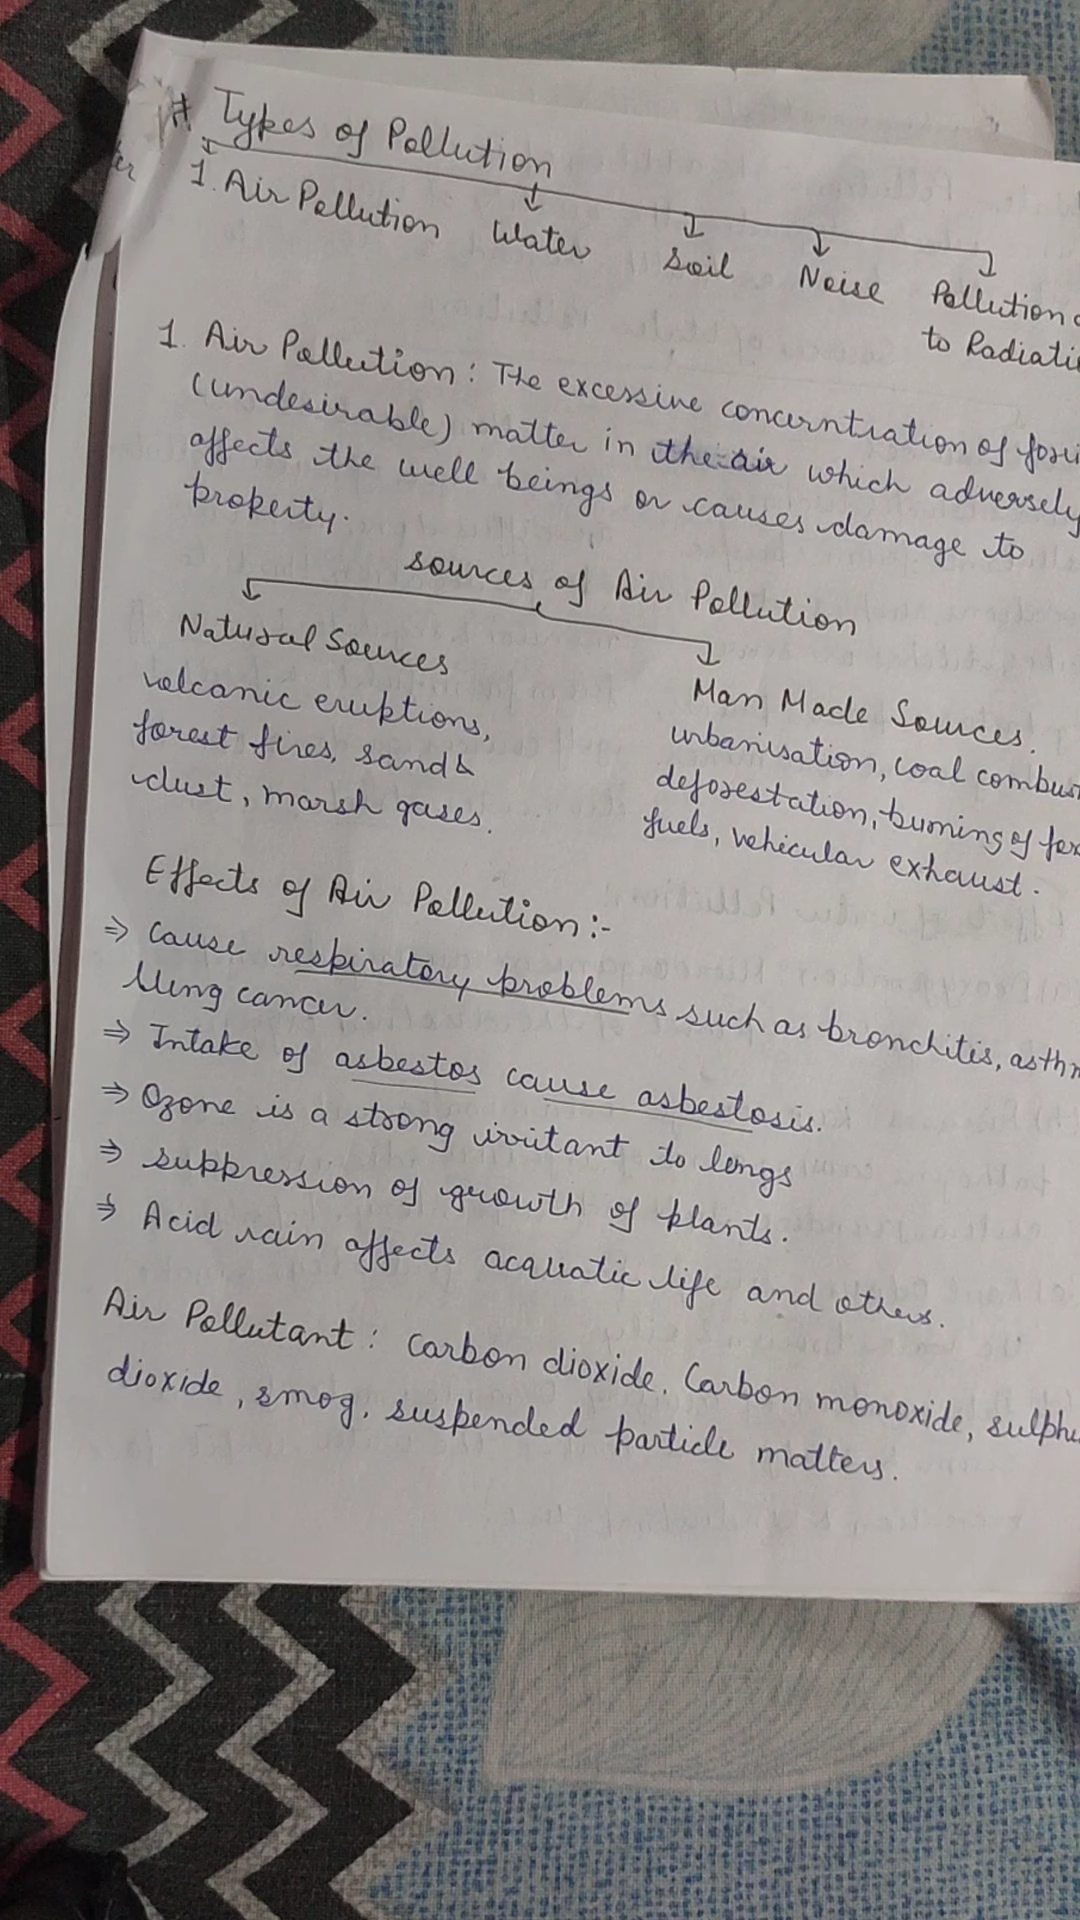 # Types of Pollution
1. Air Pollution Water Soil Noise Pollution
to Radiati
1. Air Pollution : The excessive concerntration of fori
(undesirable) matter in the air which adversely
affects the well beings or causes damage to
property.
sources of Air Pollution
Natural Sources
volcanic eruptions,
forest fires, sand &
dust, marsh gases.
Man Made Sources.
urbanisation, coal combust
deforestation, burning of fo
fuels, vehicular exhaust.
Effects of Air Pollution :-
⇒ Cause respiratory problems such as bronchitis, asth
lung cancer.
⇒ Intake of asbestos cause asbestosis.
⇒ Ozone is a strong irritant to lungs
⇒ suppression of growth of plants.
⇒ Acid rain affects acquatic life and others.
Air Pollutant : carbon dioxide, Carbon monoxide, sulphu
dioxide, smog, suspended particle matters.